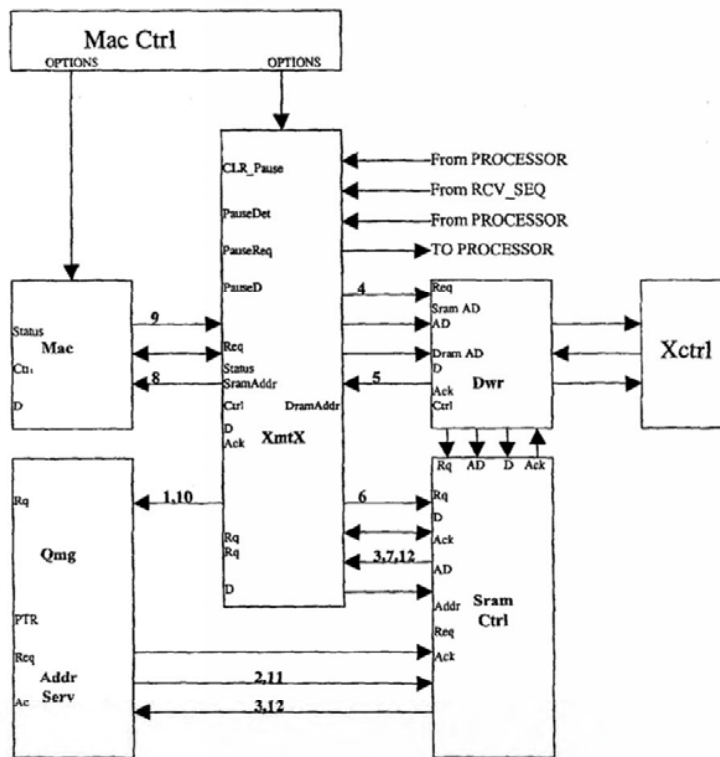 Mac Ctrl
OPTIONS OPTIONS
CLR_Pause
From PROCESSOR
From RCV_SEQ
PauseDet
From PROCESSOR
PauseReq
TO PROCESSOR
PauseD
4
Req
Sram AD
AD
9
Status
Mac
Req
Dram AD
Xctrl
Ctrl
Status
D
8
SramAddr
5
Dwr
Ack
D
Ctrl
DramAddr
Ctrl
D
XmtX
Ack
Rq AD D Ack
Rq
1,10
6
Rq
D
Qmg
Rq
Ack
Rq
3,7,12
AD
D
Addr
Sram
Ctrl
PTR
Req
Req
Ack
Addr
Serv
2,11
Ac
3,12